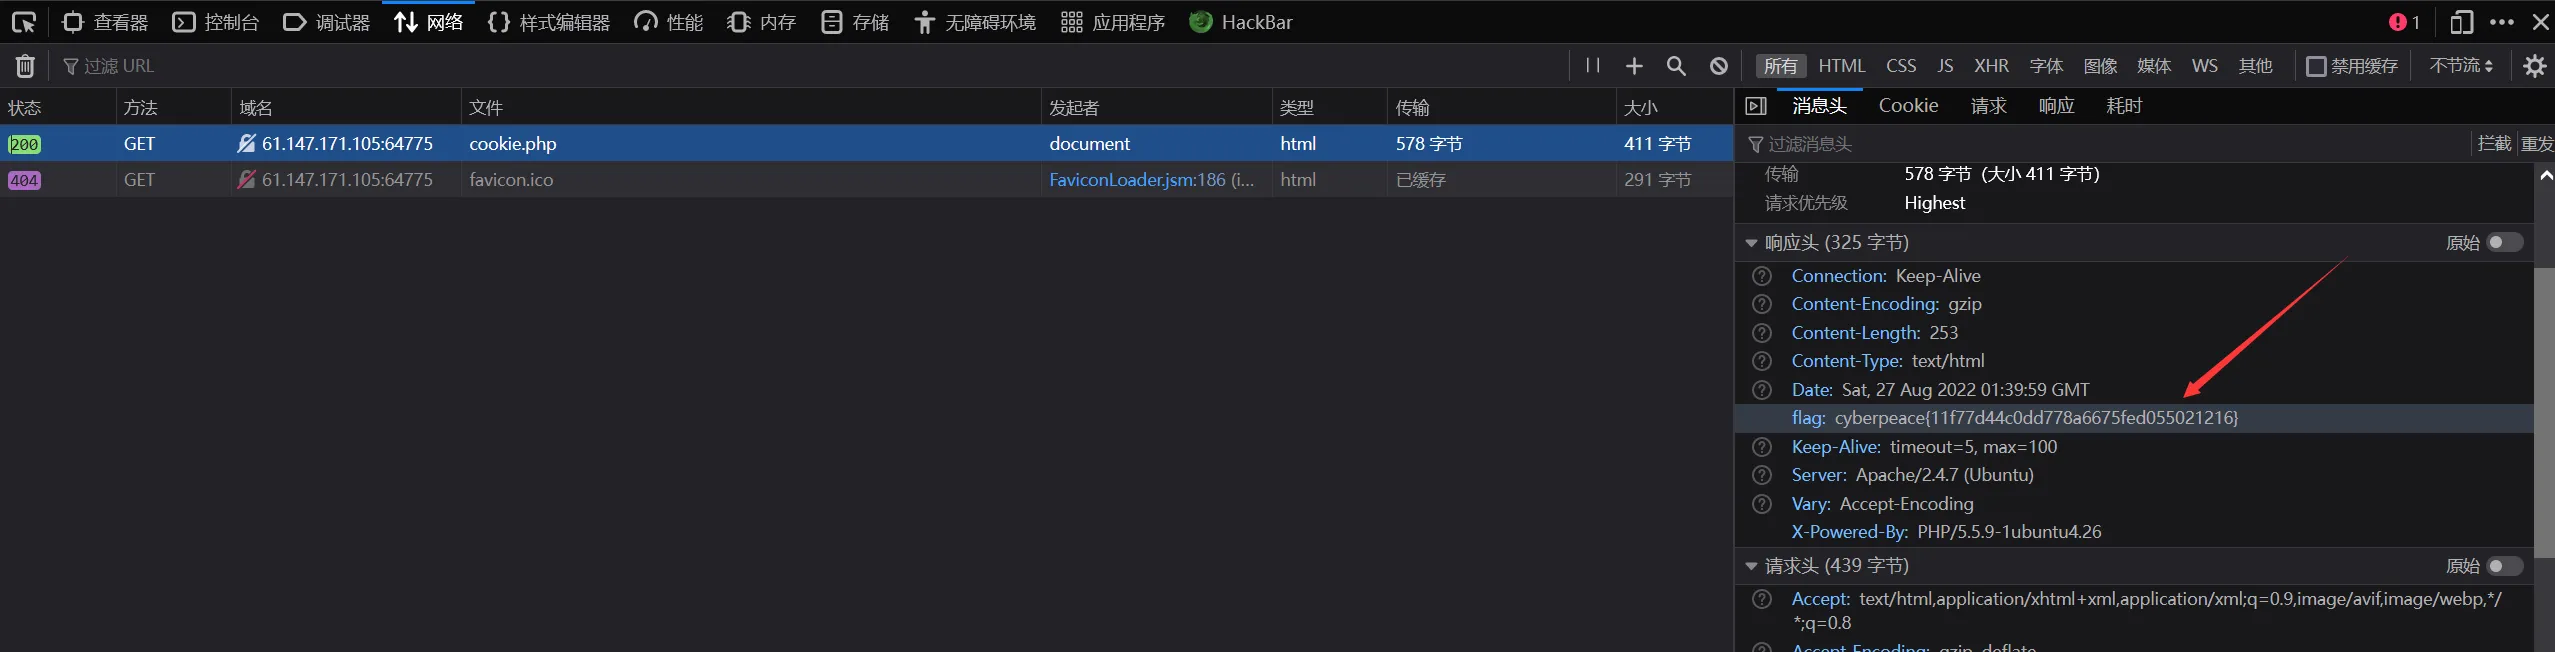 查看器 控制台 调试器 网络 样式编辑器 性能 内存 存储 无障碍环境 应用程序 HackBar 1
过滤 URL 所有 HTML CSS JS XHR 字体 图像 媒体 WS 其他 禁用缓存 不节流
状态 方法 域名 文件 发起者 类型 传输 大小
200 GET 61.147.171.105:64775 cookie.php document html 578 字节 411 字节
404 GET 61.147.171.105:64775 favicon.ico FaviconLoader.jsm:186 (i... html 已缓存 291 字节
消息头 Cookie 请求 响应 耗时
过滤消息头 拦截 重发
传输 578 字节 (大小 411 字节)
请求优先级 Highest
响应头 (325 字节) 原始
Connection: Keep-Alive
Content-Encoding: gzip
Content-Length: 253
Content-Type: text/html
Date: Sat, 27 Aug 2022 01:39:59 GMT
flag: cyberpeace{11f77d44c0dd778a6675fed055021216}
Keep-Alive: timeout=5, max=100
Server: Apache/2.4.7 (Ubuntu)
Vary: Accept-Encoding
X-Powered-By: PHP/5.5.9-1ubuntu4.26
请求头 (439 字节) 原始
Accept: text/html,application/xhtml+xml,application/xml;q=0.9,image/avif,image/webp,*/
*;q=0.8
Accept-Encoding: gzip, deflate